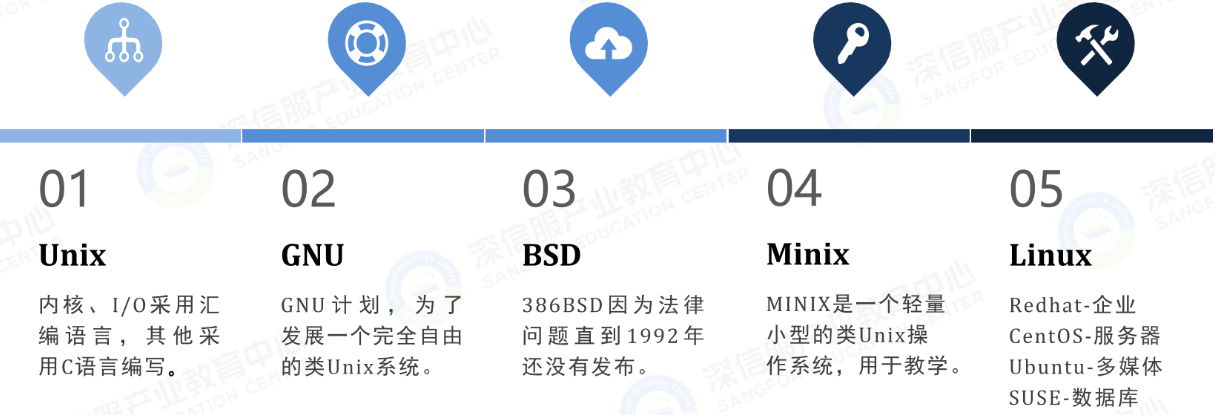 01
Unix
内核、I/O采用汇
编语言，其他采
用C语言编写。
02
GNU
GNU计划，为了
发展一个完全自由
的类Unix系统。
03
BSD
386BSD因为法律
问题直到1992年
还没有发布。
04
Minix
MINIX是一个轻量
小型的类Unix操
作系统，用于教学。
05
Linux
Redhat-企业
CentOS-服务器
Ubuntu-多媒体
SUSE-数据库
深信服产业教育中心
SANGFOR EDUCATION CENTER